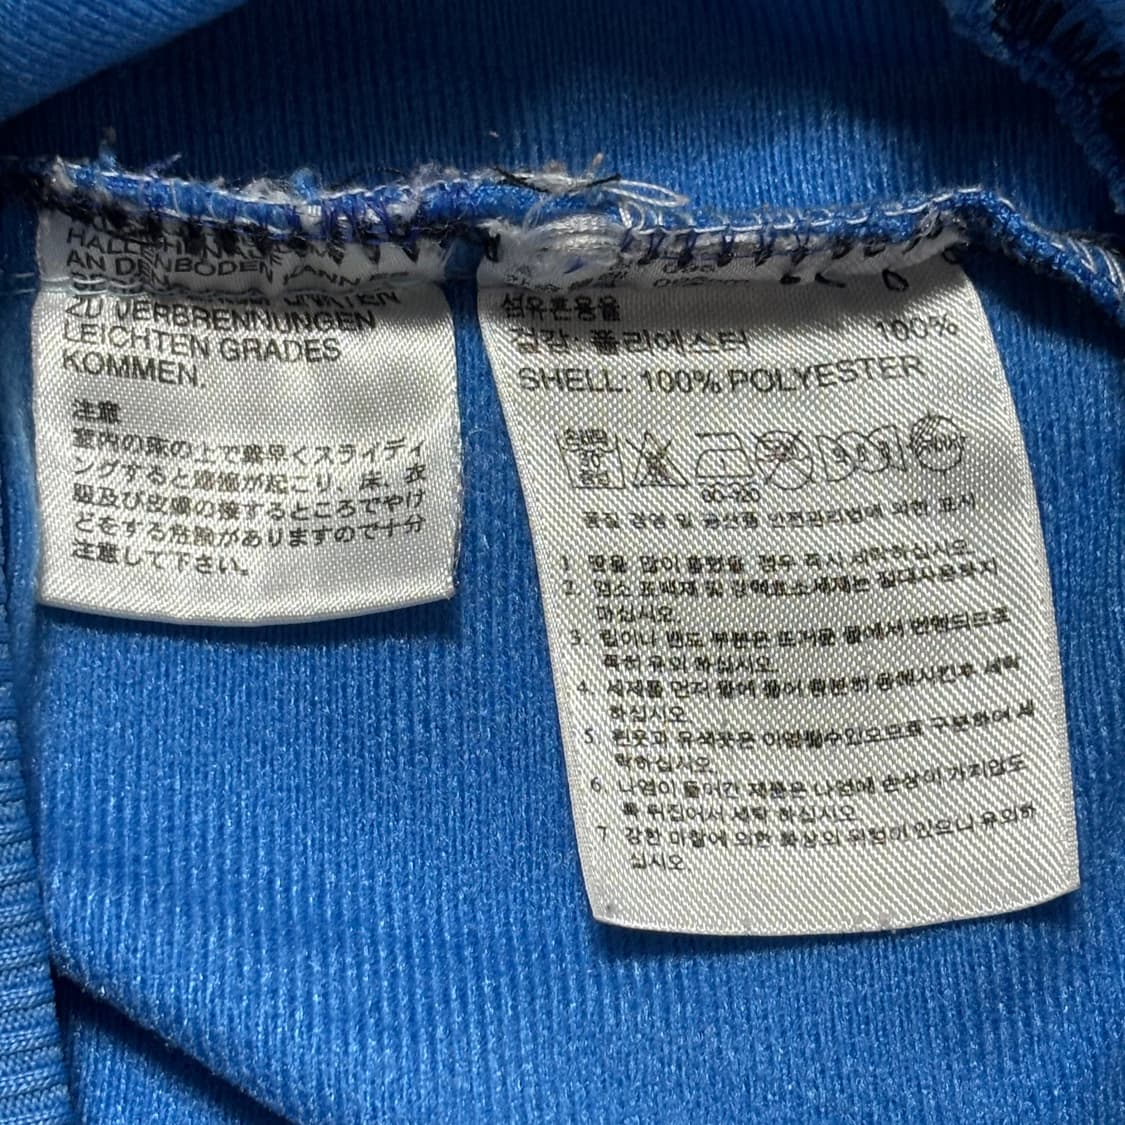 AN DEN BODEN
ZU VERBRENNUNGEN
LEICHTEN GRADES
KOMMEN.
注意
室内の床の上で素早くスライディ
ングすると摩擦が起こり、床、衣
服及び皮膚の接するところでやけ
どをする危険がありますので十分
注意して下さい。
섬유혼용율
겉감: 폴리에스터 100%
SHELL: 100% POLYESTER
품질 경영 및 공산품 안전관리법에 의한 표시
1. 땀을 많이 흘렸을 경우 즉시 세탁하십시오.
2. 염소 표백제 및 강력효소세제는 절대사용하지
마십시오.
3. 립이나 밴드 부분은 뜨거운 물에서 변형되므로
특히 유의 하십시오.
4. 세제를 먼저 물에 풀어 충분히 용해시킨후 세탁
하십시오.
5. 흰옷과 유색옷은 이염될수있으므로 구분하여 세
탁하십시오.
6. 나염이 들어간 제품은 나염에 손상이 가지않도
록 뒤집어서 세탁 하십시오.
7. 강한 마찰에 의한 화상의 위험이 있으니 유의하
십시오.